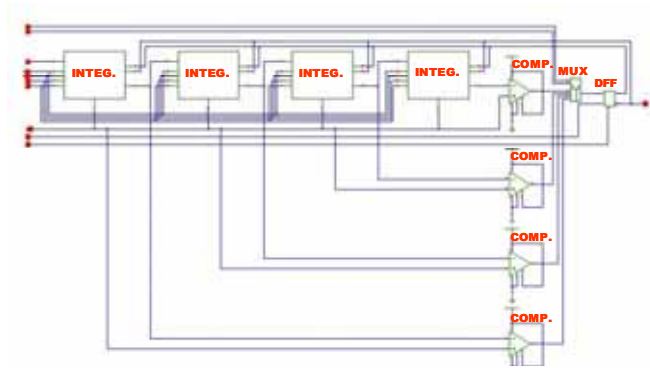 INTEG.
INTEG.
INTEG.
INTEG.
COMP.
MUX
DFF
COMP.
COMP.
COMP.